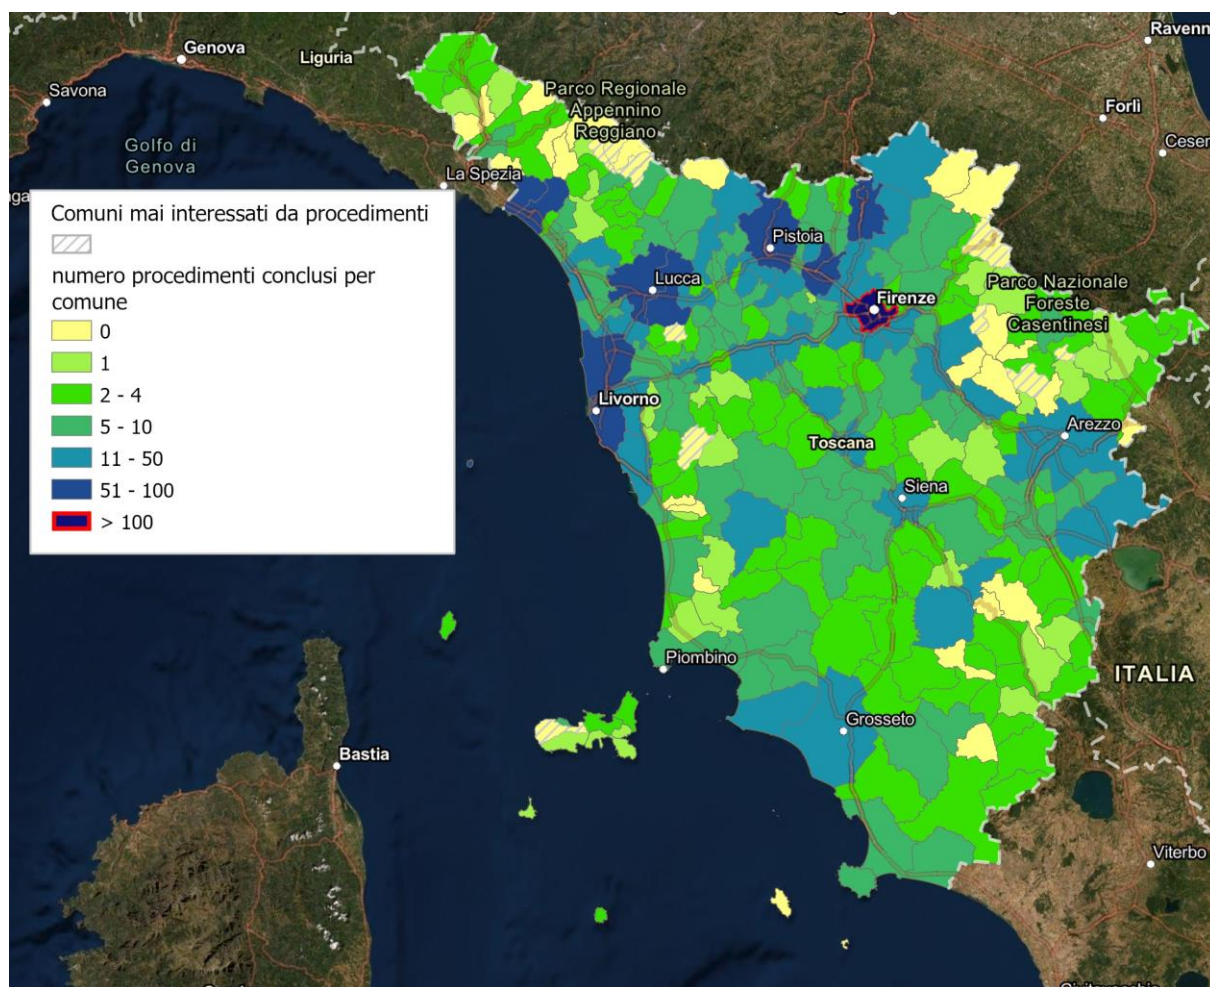 Genova
Liguria
Savona
Golfo di
Genova
La Spezia
Parco Regionale
Appennino
Reggiano
Ravenn
Forlì
Cesen
Comuni mai interessati da procedimenti
numero procedimenti conclusi per
comune
0
1
2 - 4
5 - 10
11 - 50
51 - 100
> 100
Pistoia
Lucca
Firenze
Parco Nazionale
Foreste
Casentinesi
Livorno
Toscana
Arezzo
Siena
Piombino
ITALIA
Grosseto
Bastia
Viterbo